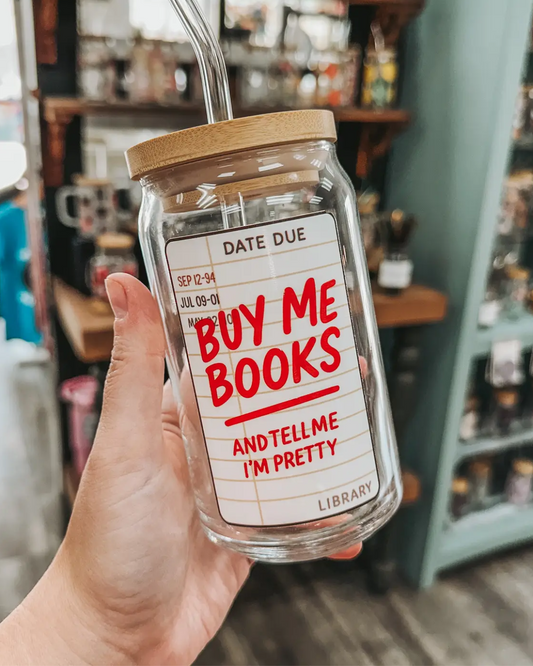 DATE DUE
SEP 12-94
JUL 09-01
BUY ME
BOOKS
AND TELL ME
I'M PRETTY
LIBRARY